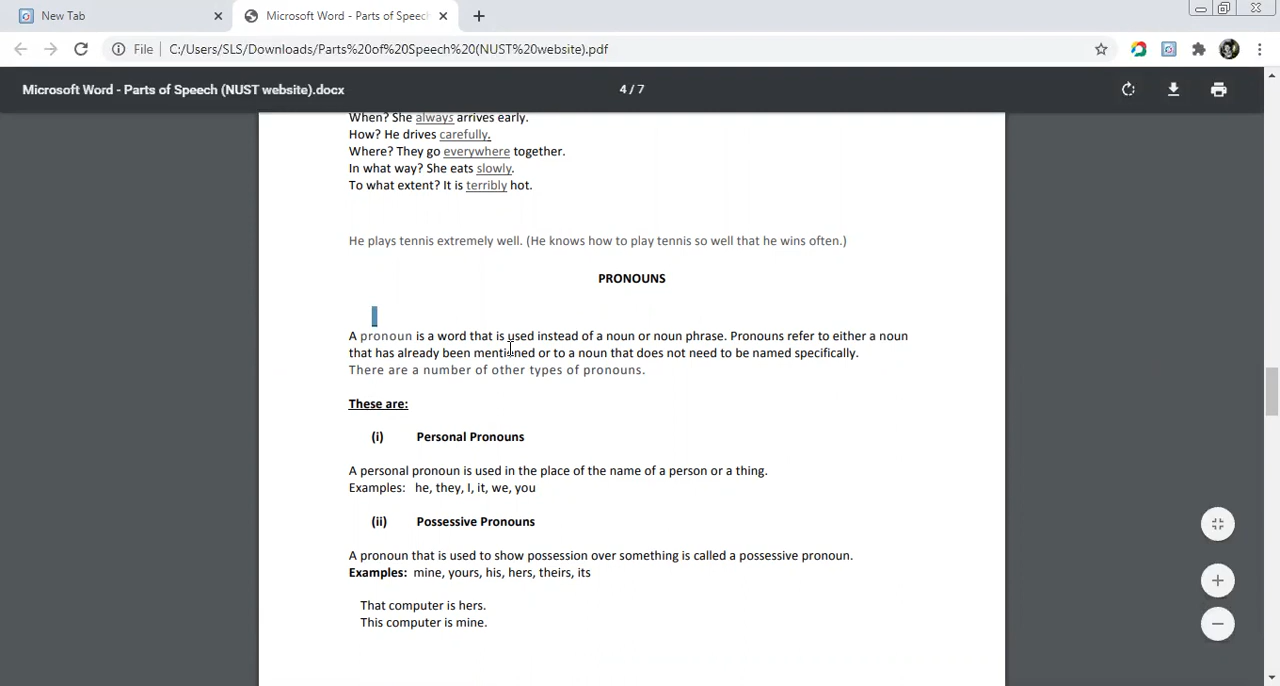 New Tab
Microsoft Word - Parts of Speech
File C:/Users/SLS/Downloads/Parts%20of%20Speech%20(NUST%20website).pdf
Microsoft Word - Parts of Speech (NUST website).docx
4 / 7
When? She always arrives early.
How? He drives carefully.
Where? They go everywhere together.
In what way? She eats slowly.
To what extent? It is terribly hot.
He plays tennis extremely well. (He knows how to play tennis so well that he wins often.)
PRONOUNS
A pronoun is a word that is used instead of a noun or noun phrase. Pronouns refer to either a noun
that has already been mentioned or to a noun that does not need to be named specifically.
There are a number of other types of pronouns.
These are:
(i) Personal Pronouns
A personal pronoun is used in the place of the name of a person or a thing.
Examples: he, they, I, it, we, you
(ii) Possessive Pronouns
A pronoun that is used to show possession over something is called a possessive pronoun.
Examples: mine, yours, his, hers, theirs, its
That computer is hers.
This computer is mine.